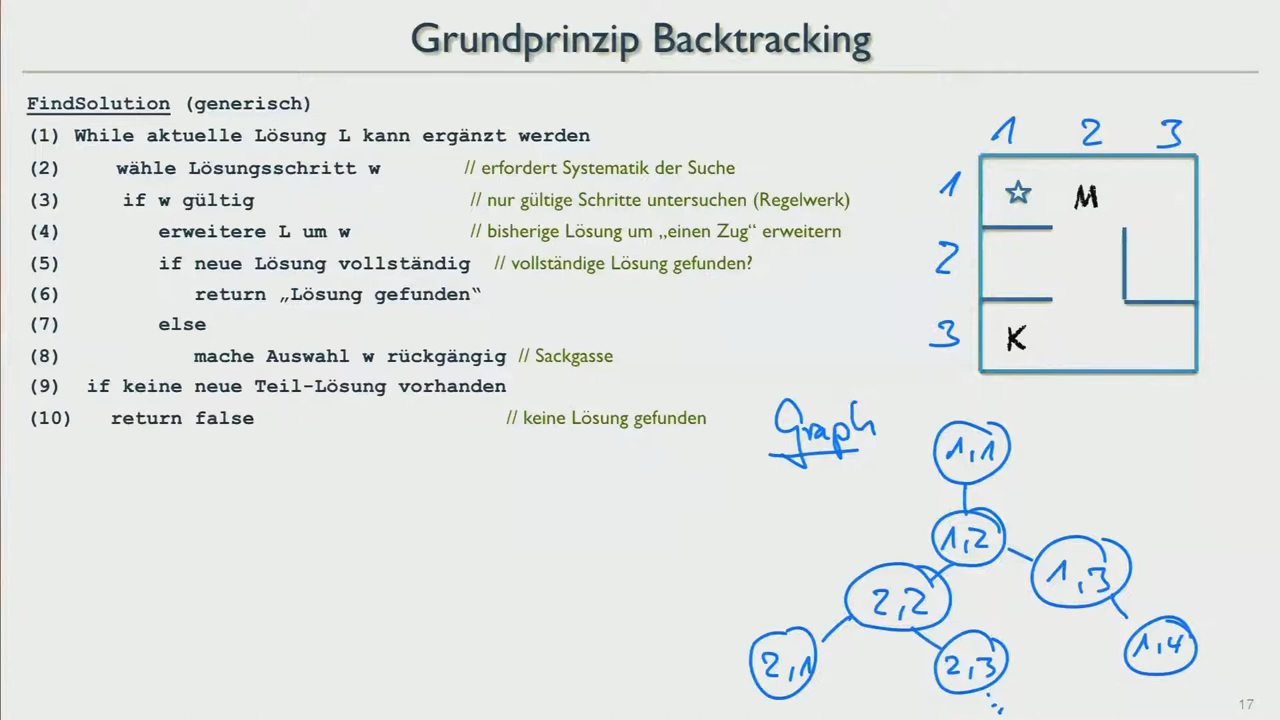 Grundprinzip Backtracking
FindSolution (generisch)
(1) While aktuelle Lösung L kann ergänzt werden
(2) wähle Lösungsschritt w // erfordert Systematik der Suche
(3) if w gültig // nur gültige Schritte untersuchen (Regelwerk)
(4) erweitere L um w // bisherige Lösung um „einen Zug“ erweitern
(5) if neue Lösung vollständig // vollständige Lösung gefunden?
(6) return „Lösung gefunden“
(7) else
(8) mache Auswahl w rückgängig // Sackgasse
(9) if keine neue Teil-Lösung vorhanden
(10) return false // keine Lösung gefunden
1 2 3
1 M
2
3 K
Graph
1,1
1,2
1,3
2,2
1,4
2,1
2,3
17